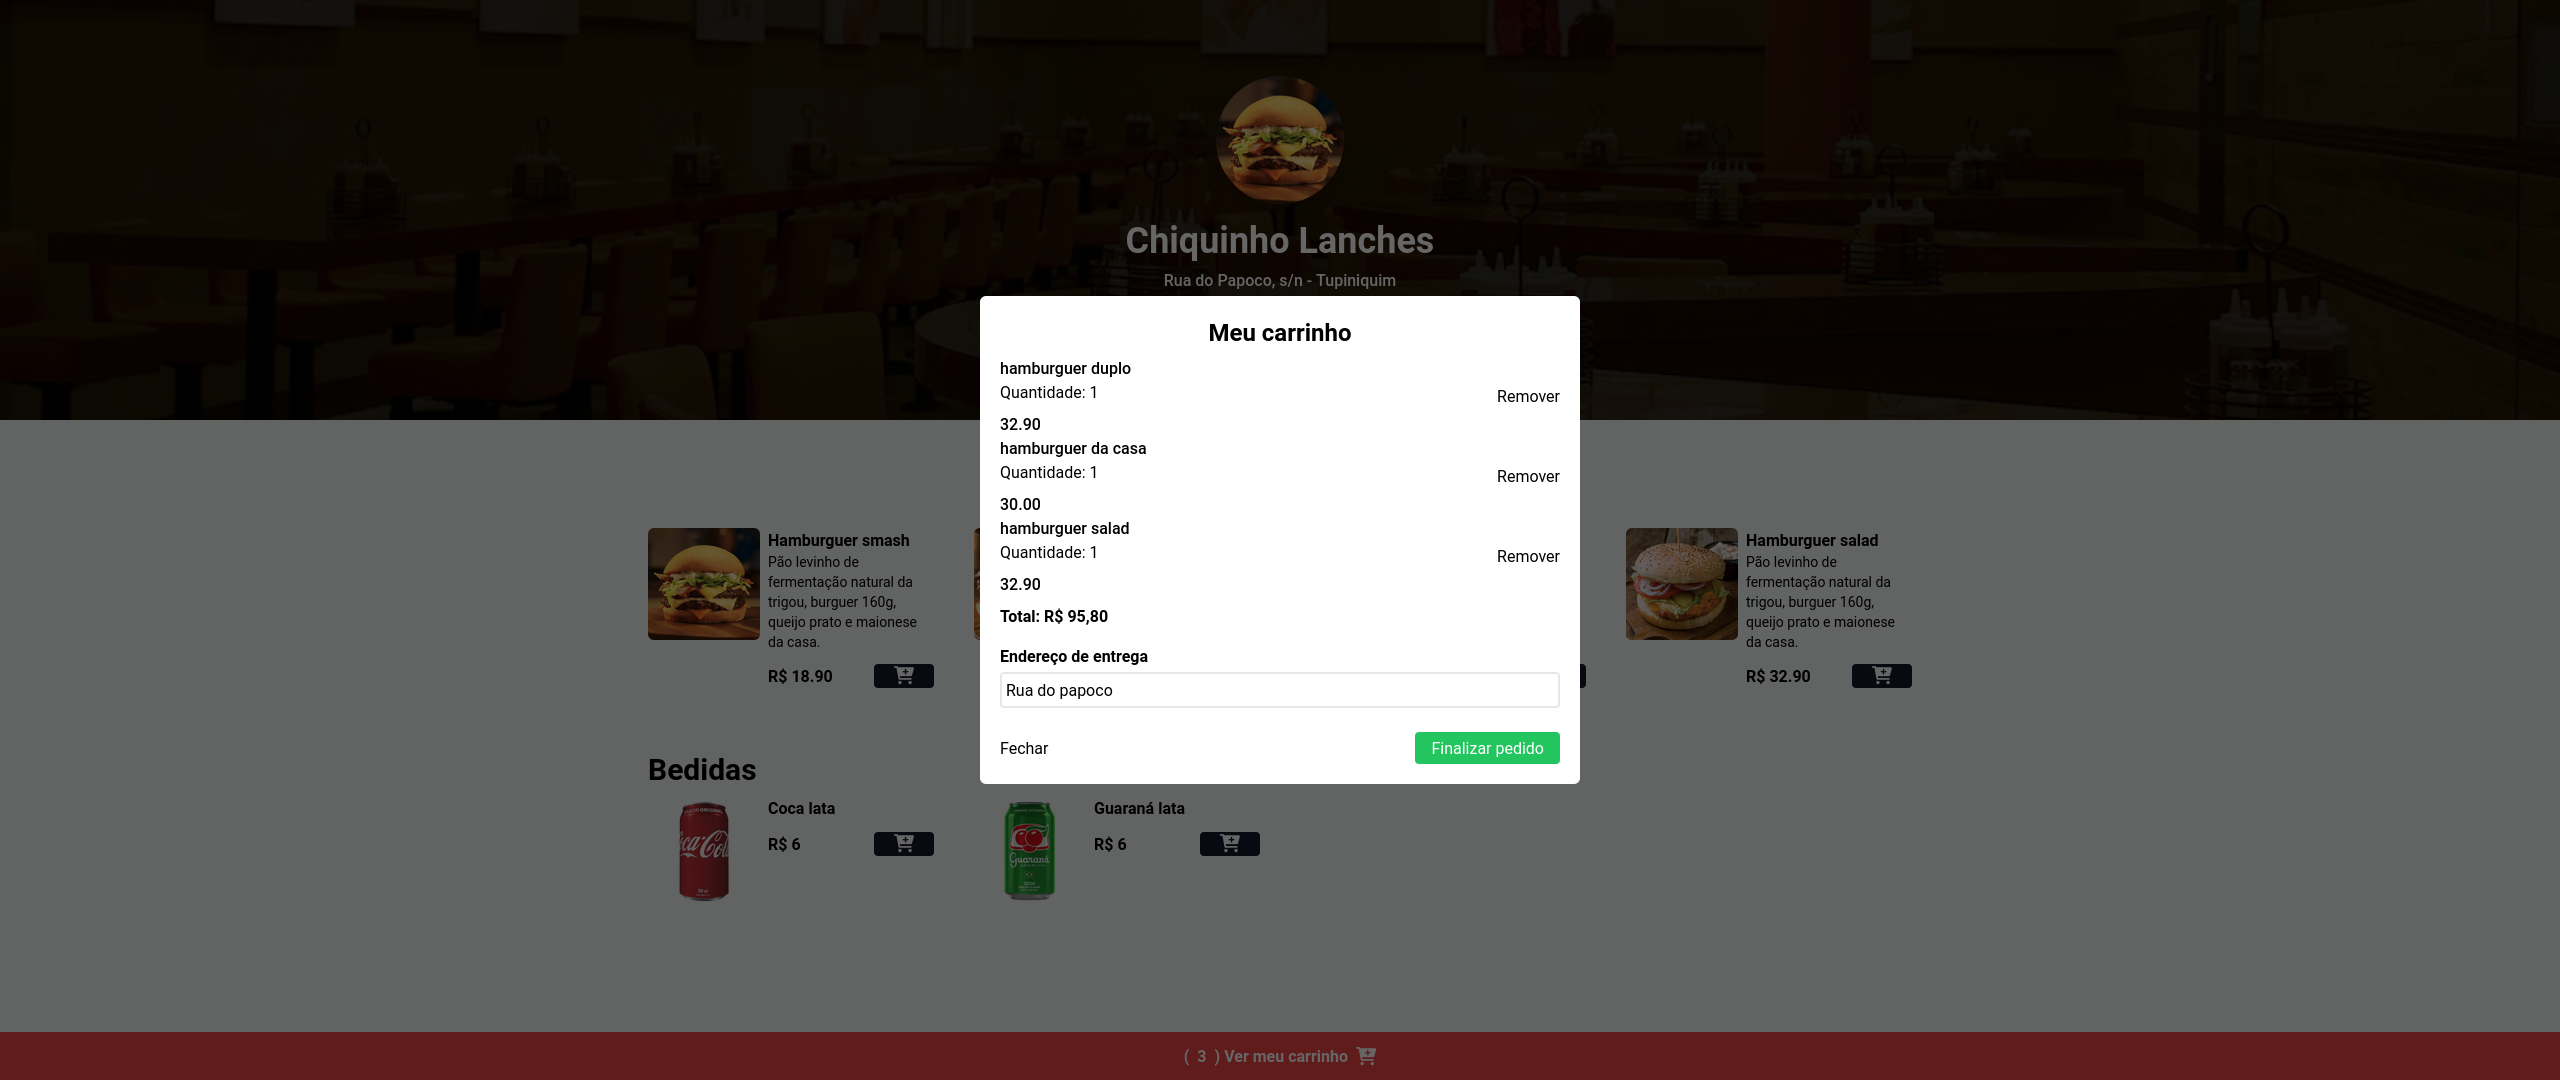 Chiquinho Lanches
Rua do Papoco, s/n - Tupiniquim
Meu carrinho
hamburguer duplo
Quantidade: 1
Remover
32.90
hamburguer da casa
Quantidade: 1
Remover
30.00
hamburguer salad
Quantidade: 1
Remover
32.90
Total: R$ 95,80
Endereço de entrega
Rua do papoco
Fechar
Finalizar pedido
Hamburguer smash
Pão levinho de
fermentação natural da
trigou, burguer 160g,
queijo prato e maionese
da casa.
R$ 18.90
Hamburguer salad
Pão levinho de
fermentação natural da
trigou, burguer 160g,
queijo prato e maionese
da casa.
R$ 32.90
Bedidas
Coca lata
R$ 6
Guaraná lata
R$ 6
Guaraná
( 3 ) Ver meu carrinho